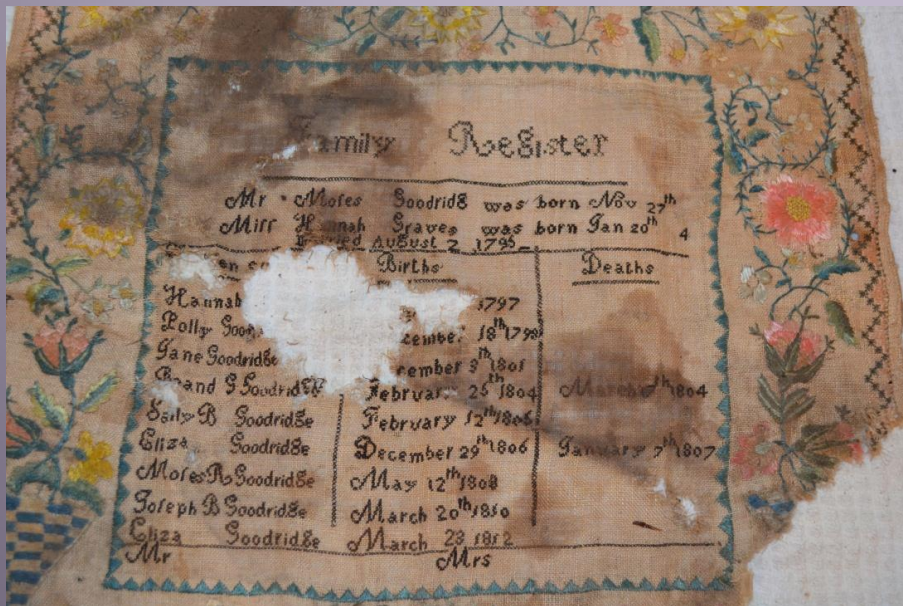 Family Register
Mr Moses Goodridg was born Nov 27th
Miss Hannah Graves was born Jan 20th 4
August 2 1795
Births Deaths
Hannah 1797
Polly 18th 1799
Jane Goodridge 9th 1801
Goodridge February 26th 1804 March 1804
Sally B Goodridge February 12th 1806
Eliza Goodridge December 29th 1806 January 7th 1807
Moses R Goodridge May 12th 1808
Joseph B Goodridge March 20th 1810
Eliza Goodridge March 23 1812
Mr Mrs